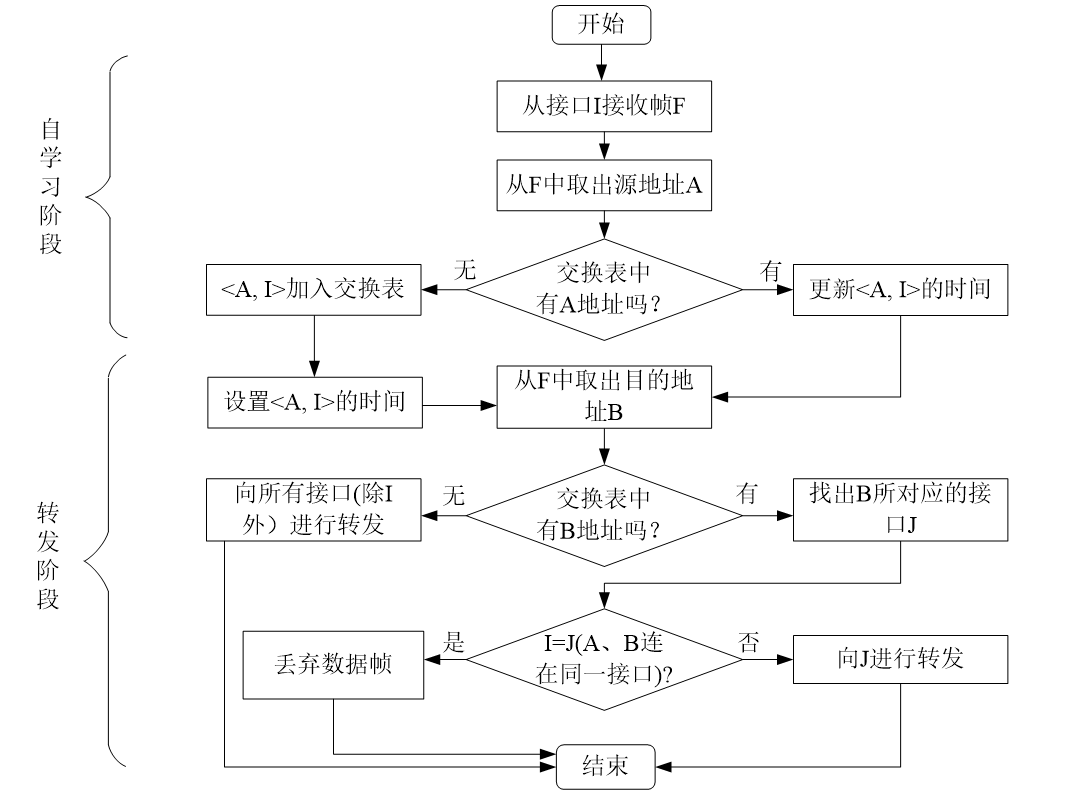 开始
从接口I接收帧F
从F中取出源地址A
交换表中
有A地址吗？
无
有
<A, I>加入交换表
更新<A, I>的时间
自学习阶段
设置<A, I>的时间
从F中取出目的地
址B
交换表中
有B地址吗？
无
有
向所有接口(除I
外）进行转发
找出B所对应的接
口J
I=J(A、B连
在同一接口)?
是
否
丢弃数据帧
向J进行转发
转发阶段
结束